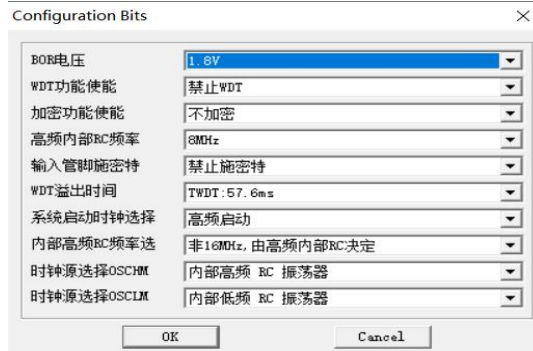 Configuration Bits
BOR电压 1.8V
WDT功能使能 禁止WDT
加密功能使能 不加密
高频内部RC频率 8MHz
输入管脚施密特 禁止施密特
WDT溢出时间 TWDT:57.6ms
系统启动时钟选择 高频启动
内部高频RC频率选 非16MHz,由高频内部RC决定
时钟源选择OSCHM 内部高频 RC 振荡器
时钟源选择OSCLM 内部低频 RC 振荡器
OK Cancel